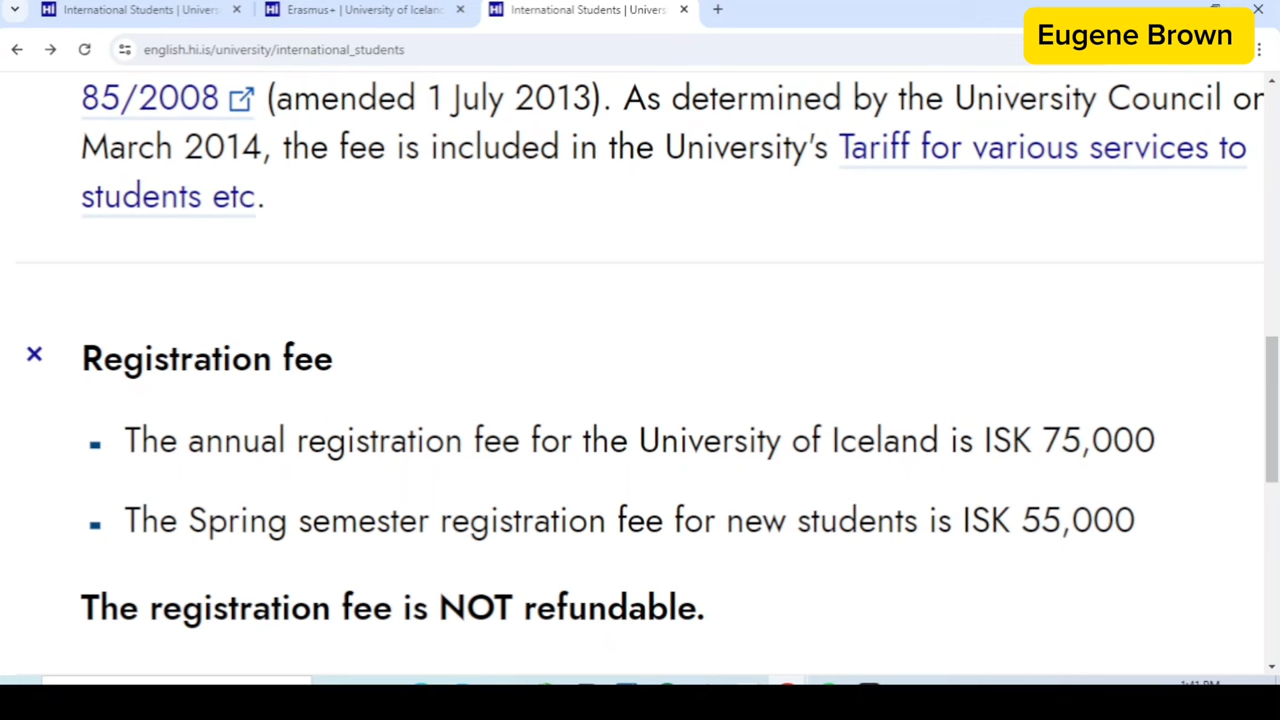 International Students | Univers
Erasmus+ | University of Iceland
International Students | Univers
english.hi.is/university/international_students
Eugene Brown
85/2008 (amended 1 July 2013). As determined by the University Council on
March 2014, the fee is included in the University's Tariff for various services to
students etc.
Registration fee
The annual registration fee for the University of Iceland is ISK 75,000
The Spring semester registration fee for new students is ISK 55,000
The registration fee is NOT refundable.